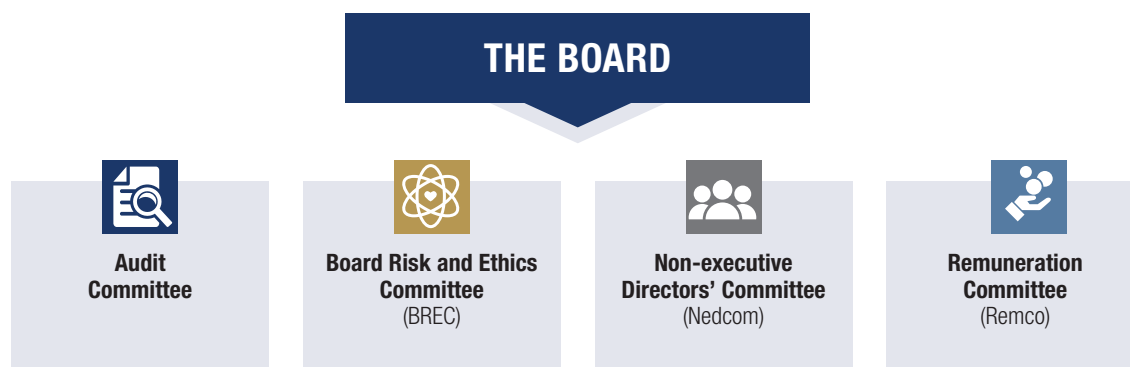 THE BOARD
Audit
Committee
Board Risk and Ethics
Committee
(BREC)
Non-executive
Directors’ Committee
(Nedcom)
Remuneration
Committee
(Remco)